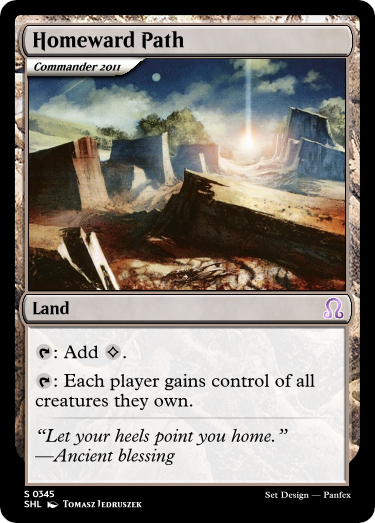 Homeward Path
Commander 2011
Land
: Add .
: Each player gains control of all
creatures they own.
“Let your heels point you home.”
—Ancient blessing
S 0345
SHL Tomasz Jedruszek
Set Design — Panfex